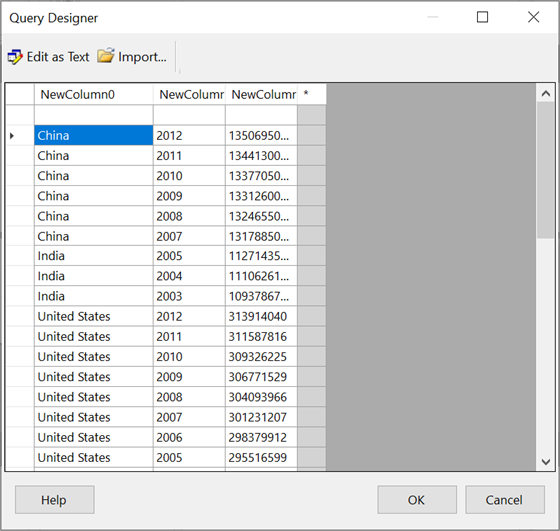 Query Designer
Edit as Text Import...
NewColumn0 NewColumr NewColumr *
China 2012 13506950...
China 2011 13441300...
China 2010 13377050...
China 2009 13312600...
China 2008 13246550...
China 2007 13178850...
India 2005 11271435...
India 2004 11106261...
India 2003 10937867...
United States 2012 313914040
United States 2011 311587816
United States 2010 309326225
United States 2009 306771529
United States 2008 304093966
United States 2007 301231207
United States 2006 298379912
United States 2005 295516599
Help OK Cancel